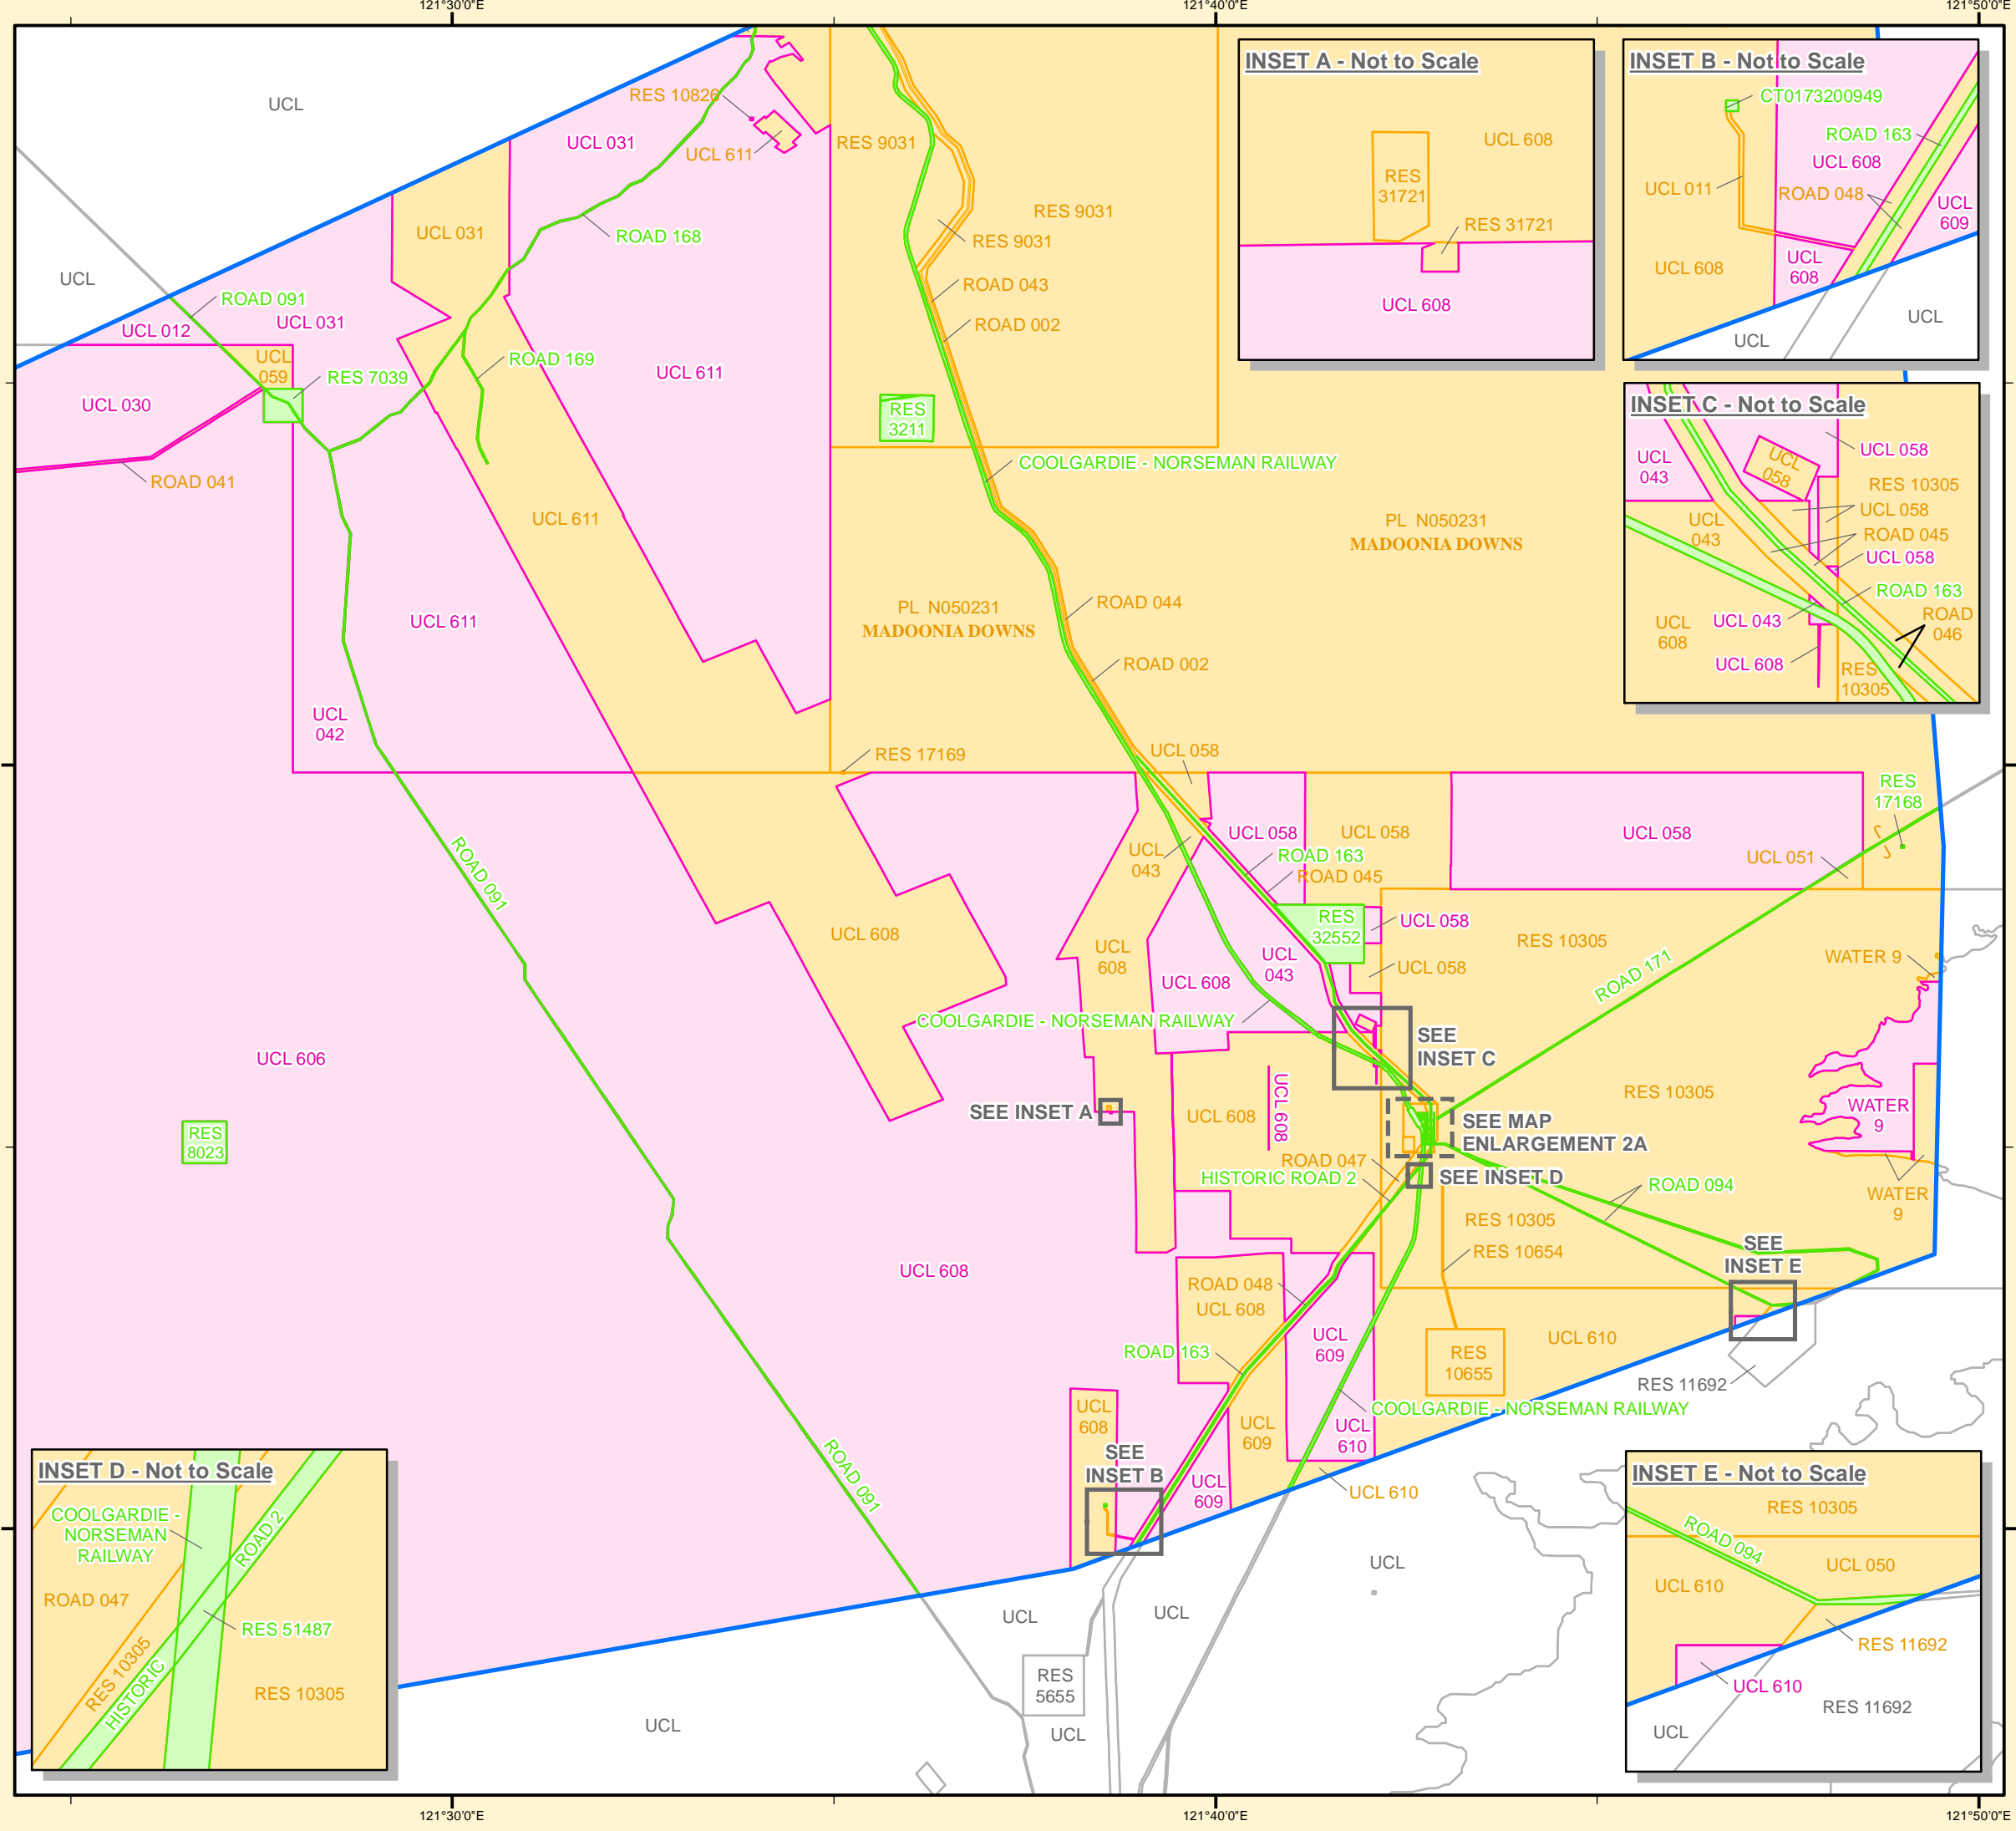 121°30'0"E
121°40'0"E
121°50'0"E
UCL
UCL
RES 10826
UCL 031
UCL 611
RES 9031
RES 9031
RES 9031
UCL 031
ROAD 168
ROAD 043
ROAD 002
ROAD 091
UCL 031
UCL 012
UCL
059
RES 7039
ROAD 169
UCL 611
UCL 030
RES
3211
ROAD 041
COOLGARDIE - NORSEMAN RAILWAY
UCL 611
PL N050231
MADOONIA DOWNS
PL N050231
MADOONIA DOWNS
ROAD 044
UCL 611
ROAD 002
UCL
042
RES 17169
UCL 058
RES
17168
UCL 058
UCL 058
UCL 058
UCL
043
ROAD 163
ROAD 045
UCL 051
ROAD 091
RES
32552
UCL 058
UCL 608
UCL
608
UCL
043
UCL 058
RES 10305
WATER 9
UCL 608
ROAD 171
COOLGARDIE - NORSEMAN RAILWAY
SEE
INSET C
UCL 606
RES 10305
SEE INSET A
UCL 608
UCL 608
WATER
9
SEE MAP
ENLARGEMENT 2A
RES
8023
ROAD 047
HISTORIC ROAD 2
SEE INSET D
ROAD 094
WATER
9
RES 10305
RES 10654
SEE
INSET E
UCL 608
ROAD 048
UCL 608
UCL
609
UCL 610
ROAD 163
RES
10655
RES 11692
UCL
608
UCL
609
COOLGARDIE - NORSEMAN RAILWAY
UCL
610
SEE
INSET B
UCL
609
UCL 610
ROAD 091
UCL
UCL
UCL
RES
5655
UCL
UCL
INSET A - Not to Scale
UCL 608
RES
31721
RES 31721
UCL 608
INSET B - Not to Scale
CT0173200949
ROAD 163
UCL 608
UCL 011
ROAD 048
UCL
609
UCL 608
UCL
608
UCL
UCL
INSET C - Not to Scale
UCL 058
UCL
043
UCL
058
RES 10305
UCL 058
UCL
043
ROAD 045
UCL 058
ROAD 163
UCL 043
UCL
608
ROAD
046
UCL 608
RES
10305
INSET D - Not to Scale
COOLGARDIE -
NORSEMAN
RAILWAY
ROAD 2
ROAD 047
RES 51487
RES 10305
HISTORIC
RES 10305
INSET E - Not to Scale
RES 10305
ROAD 094
UCL 050
UCL 610
RES 11692
UCL 610
RES 11692
UCL
121°30'0"E
121°40'0"E
121°50'0"E